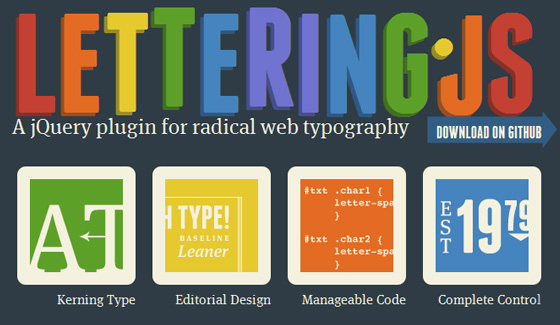 LETTERING.JS
A jQuery plugin for radical web typography
DOWNLOAD ON GITHUB
AT
TYPE!
BASELINE
Leaner
#txt .char1 {
letter-spa
}
#txt .char2 {
letter-spa
}
EST
1979
Kerning Type
Editorial Design
Manageable Code
Complete Control